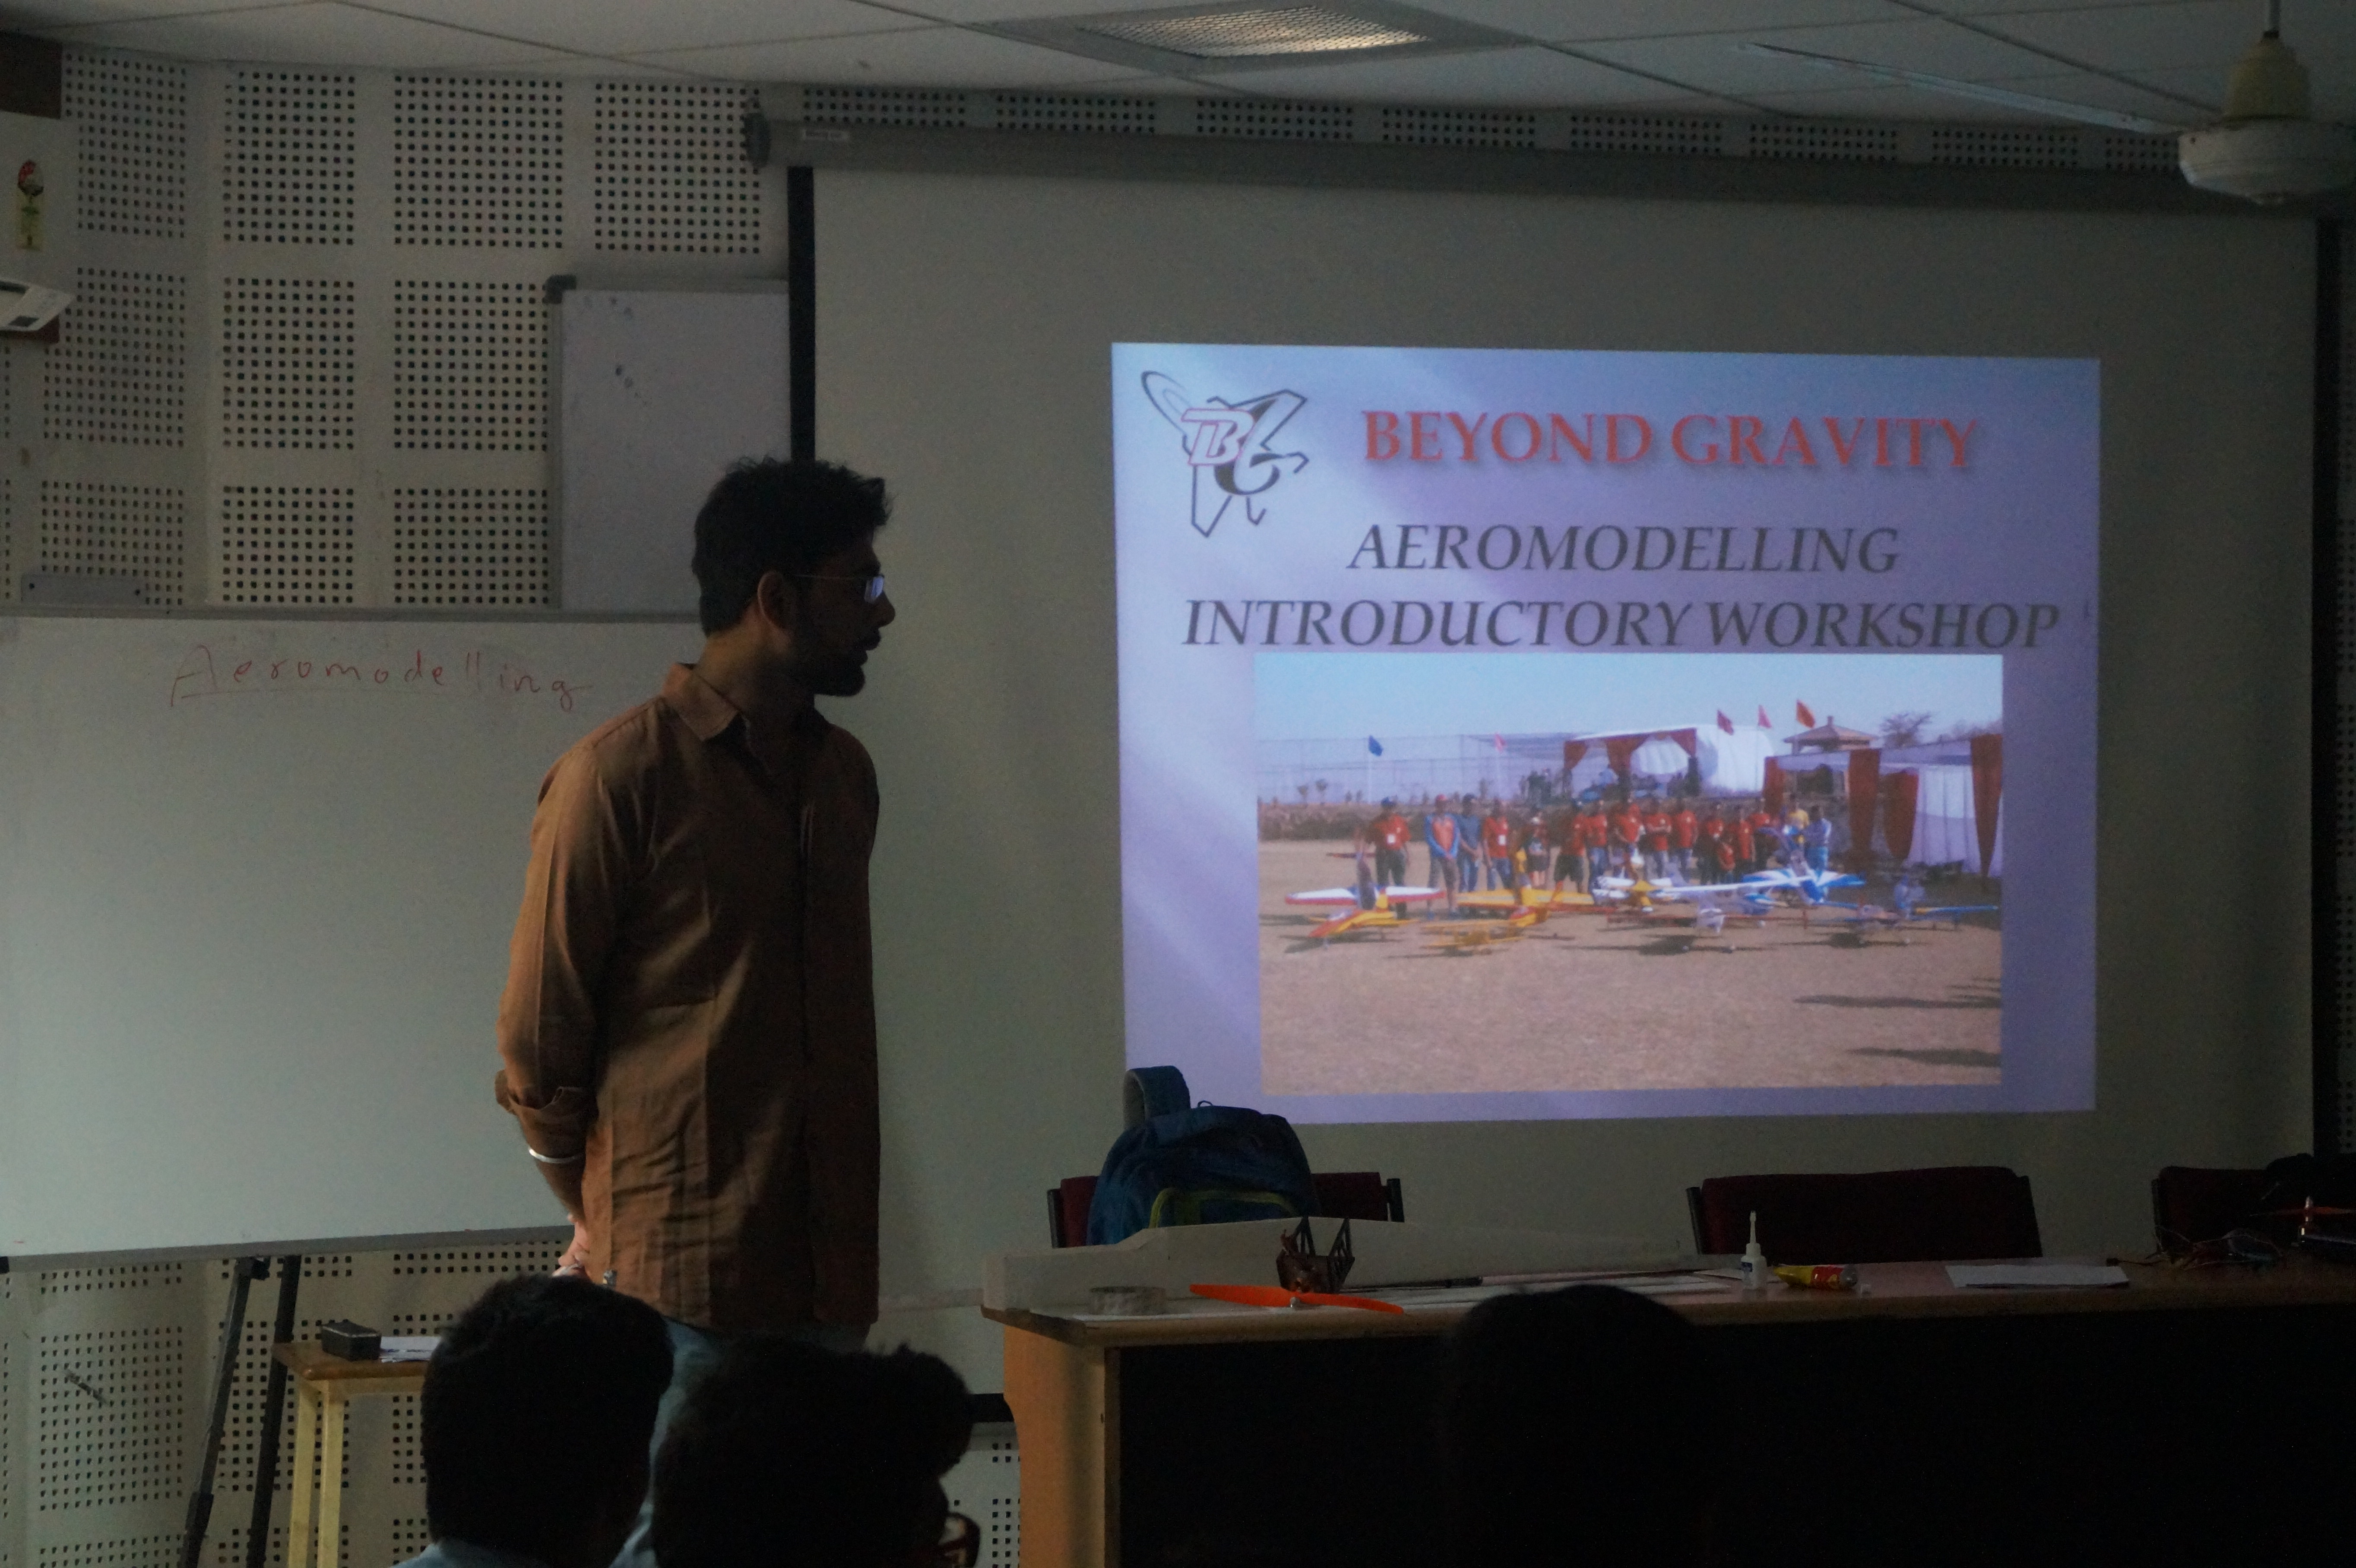 Aeromodelling
BG
BEYOND GRAVITY
AEROMODELLING
INTRODUCTORY WORKSHOP